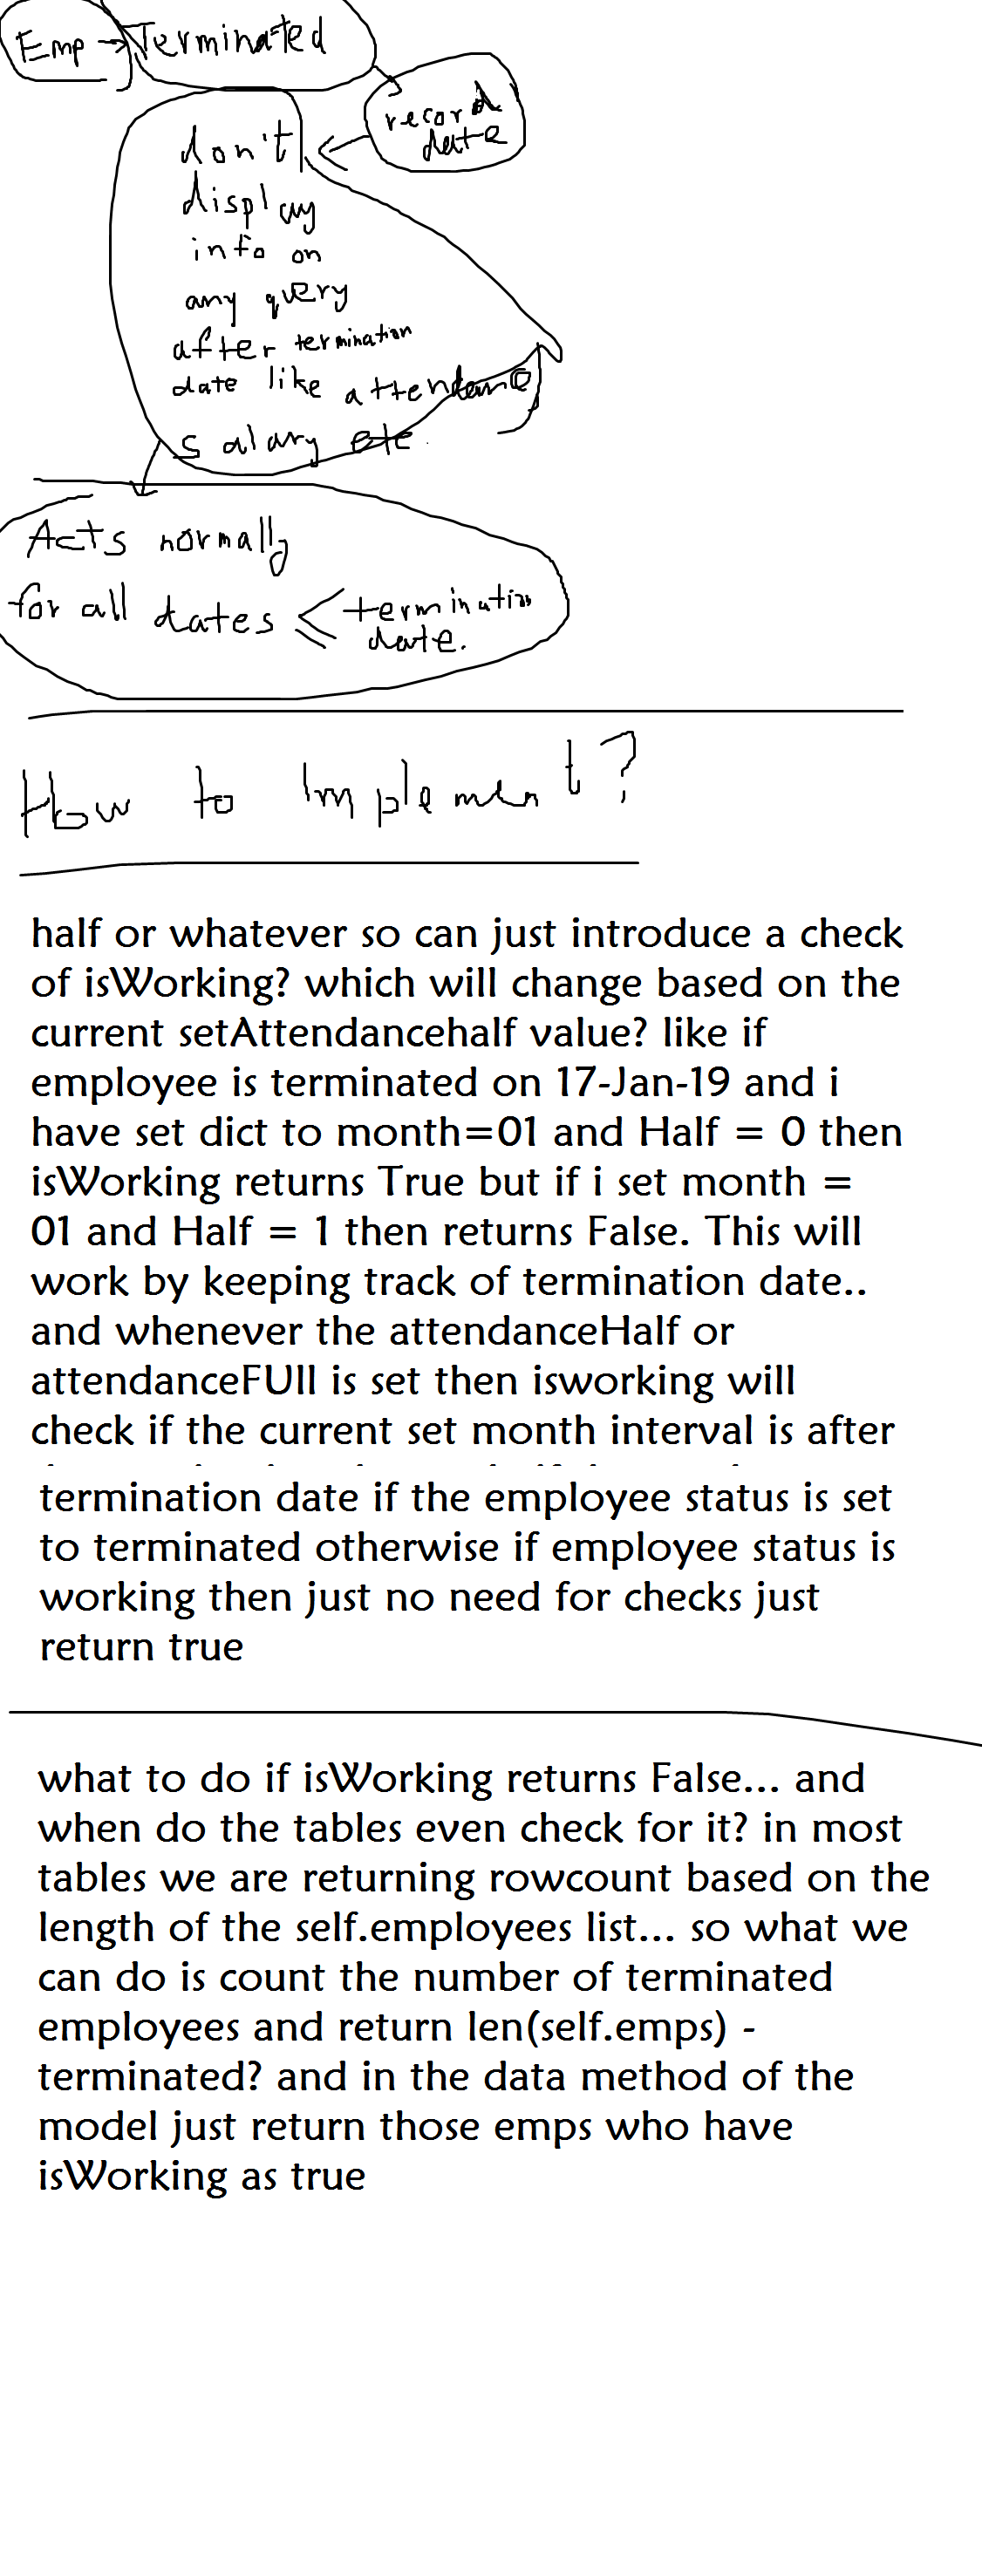 Emp → Terminated
record
date
don't
display
info on
any query
after termination
date like attendance
salary etc.
Acts normally
for all dates ≤ termination
date.
How to Implement?
half or whatever so can just introduce a check
of isWorking? which will change based on the
current setAttendancehalf value? like if
employee is terminated on 17-Jan-19 and i
have set dict to month=01 and Half = 0 then
isWorking returns True but if i set month =
01 and Half = 1 then returns False. This will
work by keeping track of termination date..
and whenever the attendanceHalf or
attendanceFUll is set then isworking will
check if the current set month interval is after
termination date if the employee status is set
to terminated otherwise if employee status is
working then just no need for checks just
return true
what to do if isWorking returns False... and
when do the tables even check for it? in most
tables we are returning rowcount based on the
length of the self.employees list... so what we
can do is count the number of terminated
employees and return len(self.emps) -
terminated? and in the data method of the
model just return those emps who have
isWorking as true